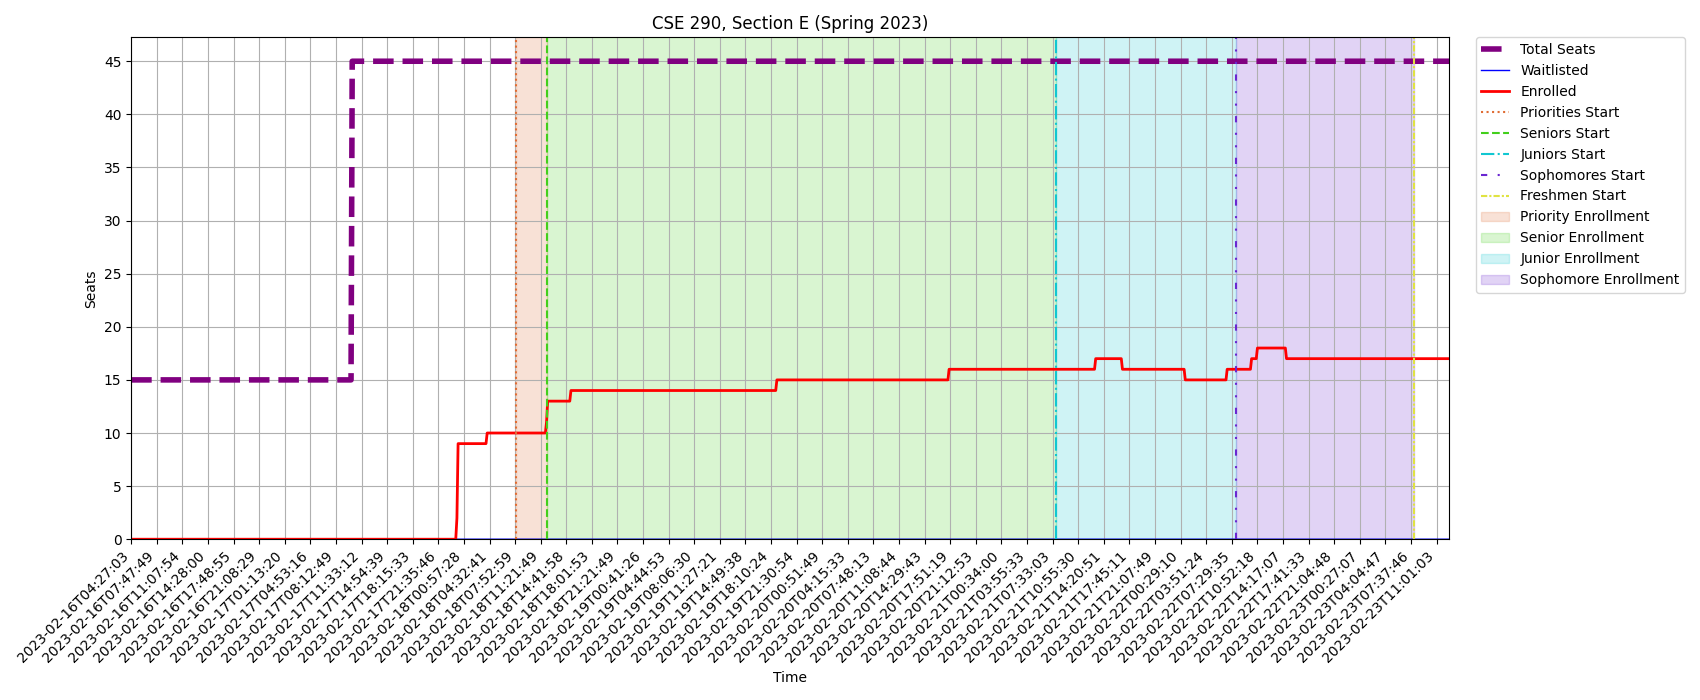 CSE 290, Section E (Spring 2023)
Seats
45
40
35
30
25
20
15
10
5
0
2023-02-16T04:27:03
2023-02-16T07:47:49
2023-02-16T11:07:54
2023-02-16T14:28:00
2023-02-16T17:48:55
2023-02-16T21:08:29
2023-02-17T01:13:20
2023-02-17T04:53:16
2023-02-17T08:12:49
2023-02-17T11:33:12
2023-02-17T14:54:39
2023-02-17T18:15:33
2023-02-17T21:35:46
2023-02-18T00:57:28
2023-02-18T04:32:41
2023-02-18T07:52:59
2023-02-18T11:21:49
2023-02-18T14:41:58
2023-02-18T18:01:53
2023-02-18T21:21:49
2023-02-19T00:41:26
2023-02-19T04:44:53
2023-02-19T08:06:30
2023-02-19T11:27:21
2023-02-19T14:49:38
2023-02-19T18:10:24
2023-02-19T21:30:54
2023-02-20T00:51:49
2023-02-20T04:15:33
2023-02-20T07:48:13
2023-02-20T11:08:44
2023-02-20T14:29:43
2023-02-20T17:51:19
2023-02-20T21:12:53
2023-02-21T00:34:00
2023-02-21T03:55:33
2023-02-21T07:33:03
2023-02-21T10:55:30
2023-02-21T14:20:51
2023-02-21T17:45:11
2023-02-21T21:07:49
2023-02-22T00:29:10
2023-02-22T03:51:24
2023-02-22T07:29:35
2023-02-22T10:52:18
2023-02-22T14:17:07
2023-02-22T17:41:33
2023-02-22T21:04:48
2023-02-23T00:27:07
2023-02-23T04:04:47
2023-02-23T07:37:46
2023-02-23T11:01:03
Time
Total Seats
Waitlisted
Enrolled
Priorities Start
Seniors Start
Juniors Start
Sophomores Start
Freshmen Start
Priority Enrollment
Senior Enrollment
Junior Enrollment
Sophomore Enrollment